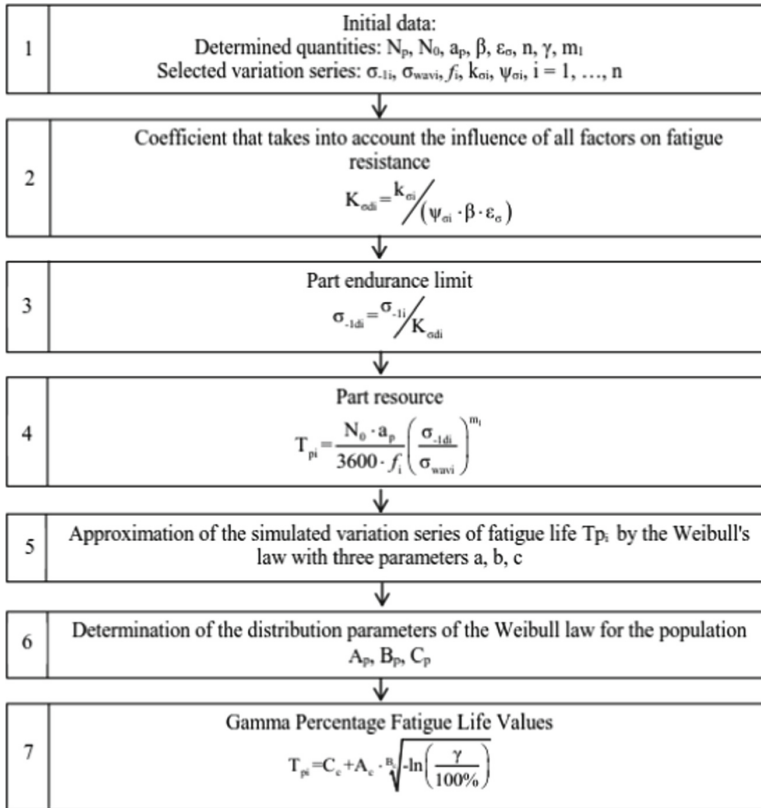 1
Initial data:
Determined quantities: Nₚ, N₀, aₚ, β, εσ, n, γ, m₁
Selected variation series: σ₋₁ᵢ, σwavi, fᵢ, kσi, ψσi, i = 1, …, n
2
Coefficient that takes into account the influence of all factors on fatigue
resistance
Kσdi = kσi/(ψσi · β · εσ)
3
Part endurance limit
σ₋₁di = σ₋₁ᵢ/Kσdi
4
Part resource
Tpi = N₀ · aₚ / 3600 · fᵢ (σ₋₁di / σwavi)^m₁
5
Approximation of the simulated variation series of fatigue life Tpᵢ by the Weibull's
law with three parameters a, b, c
6
Determination of the distribution parameters of the Weibull law for the population
Aₚ, Bₚ, Cₚ
7
Gamma Percentage Fatigue Life Values
Tpi = Cc + Ac · B√-ln(γ / 100%)